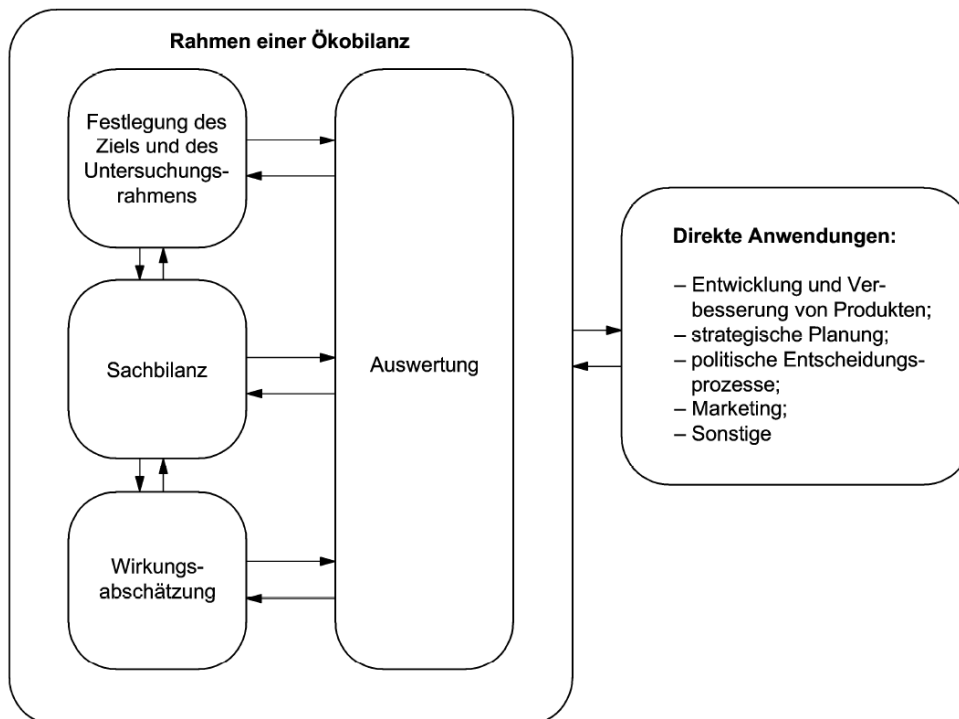 Rahmen einer Ökobilanz
Festlegung des
Ziels und des
Untersuchungs-
rahmens
Sachbilanz
Wirkungs-
abschätzung
Auswertung
Direkte Anwendungen:
– Entwicklung und Ver-
besserung von Produkten;
– strategische Planung;
– politische Entscheidungs-
prozesse;
– Marketing;
– Sonstige